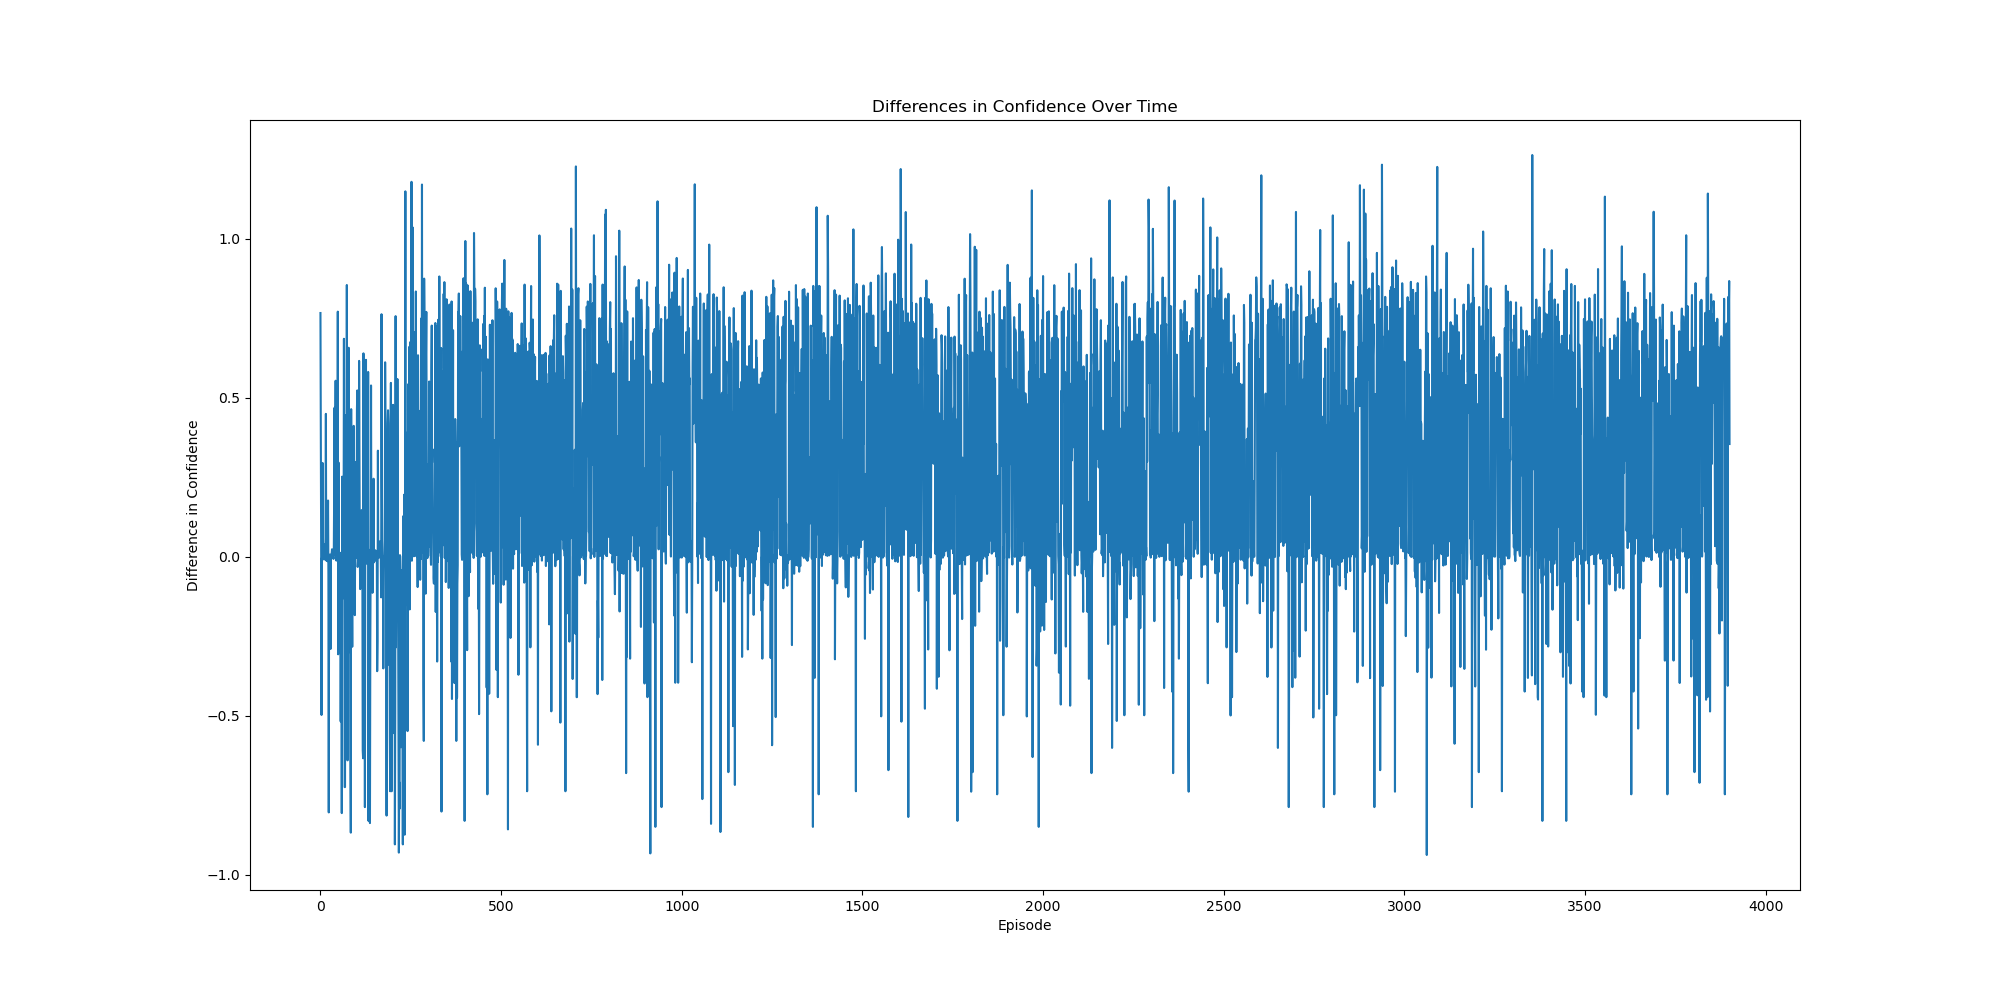 Differences in Confidence Over Time
Difference in Confidence
1.0
0.5
0.0
−0.5
−1.0
0 500 1000 1500 2000 2500 3000 3500 4000
Episode